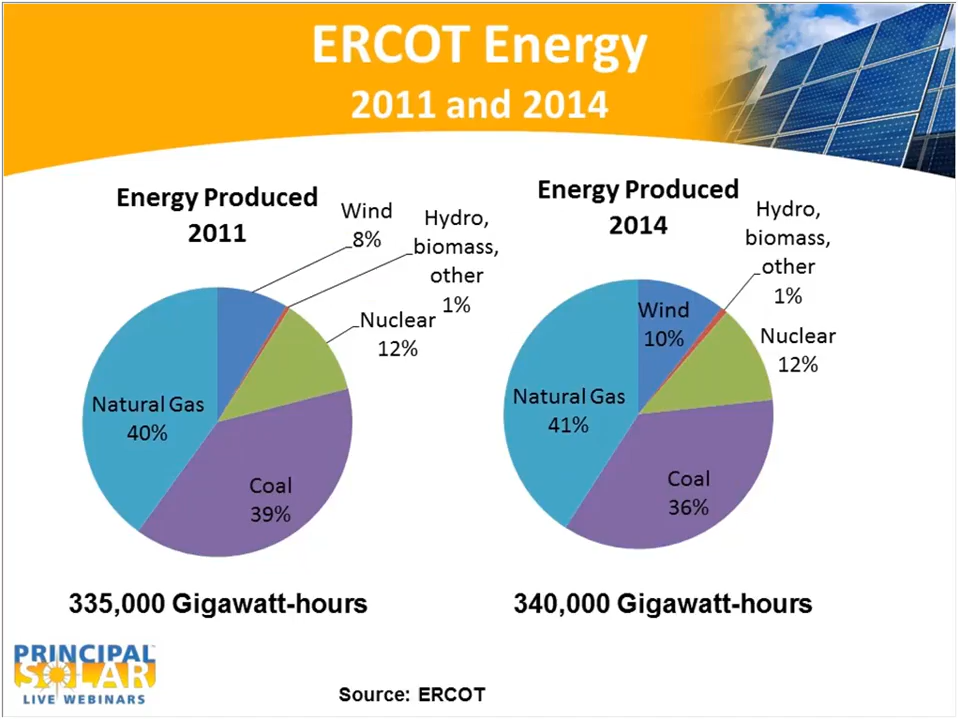 ERCOT Energy
2011 and 2014
Energy Produced
2011
Wind
8%
Hydro,
biomass,
other
1%
Nuclear
12%
Natural Gas
40%
Coal
39%
335,000 Gigawatt-hours
Energy Produced
2014
Hydro,
biomass,
other
1%
Wind
10%
Nuclear
12%
Natural Gas
41%
Coal
36%
340,000 Gigawatt-hours
PRINCIPAL
SOLAR
LIVE WEBINARS
Source: ERCOT